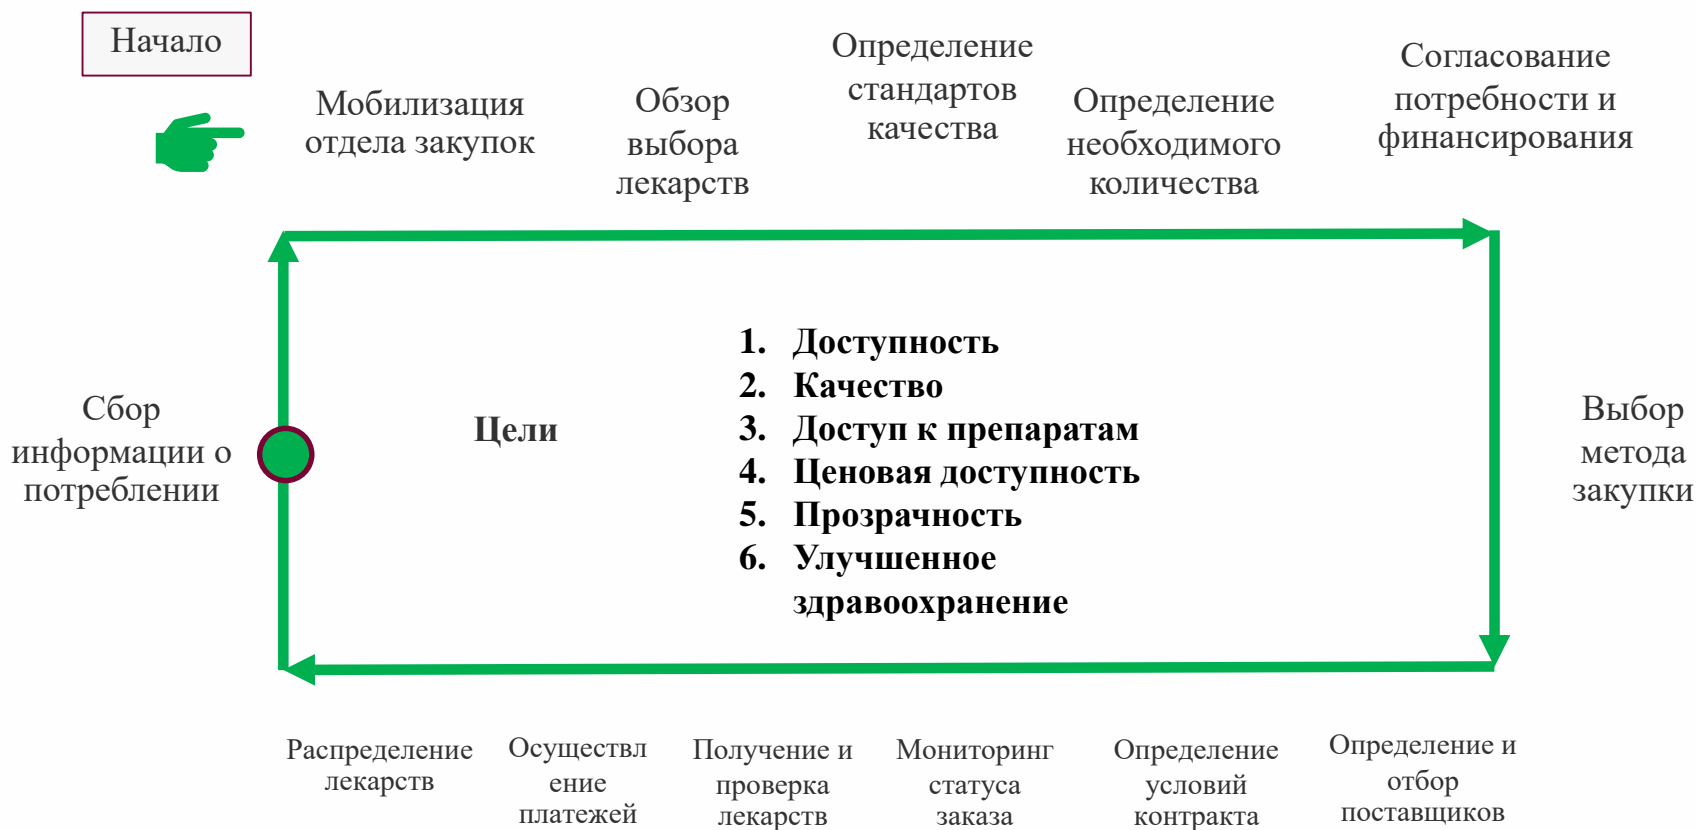 Начало
Мобилизация
отдела закупок
Обзор
выбора
лекарств
Определение
стандартов
качества
Определение
необходимого
количества
Согласование
потребности и
финансирования
Сбор
информации о
потреблении
Цели
1. Доступность
2. Качество
3. Доступ к препаратам
4. Ценовая доступность
5. Прозрачность
6. Улучшенное
здравоохранение
Выбор
метода
закупки
Распределение
лекарств
Осуществл
ение
платежей
Получение и
проверка
лекарств
Мониторинг
статуса
заказа
Определение
условий
контракта
Определение и
отбор
поставщиков